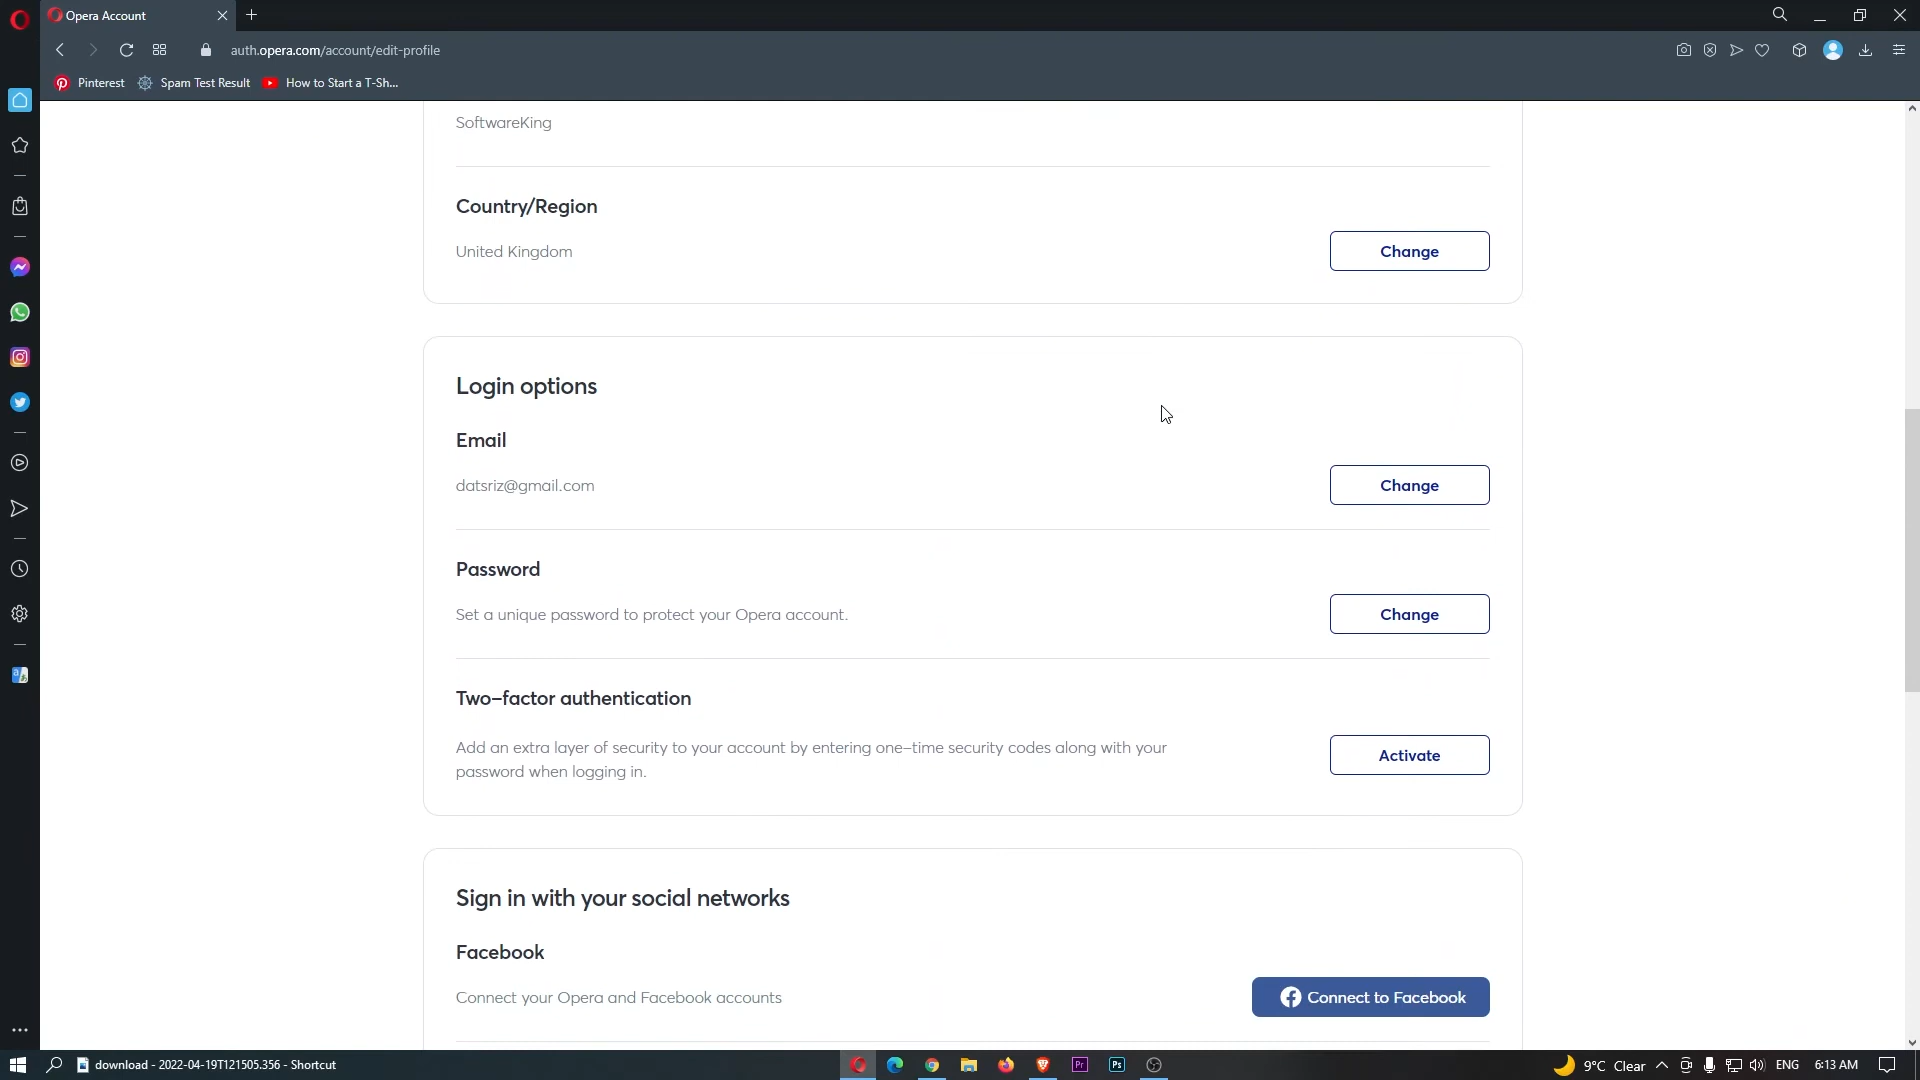 Opera Account
auth.opera.com/account/edit-profile
Pinterest
Spam Test Result
How to Start a T-Sh...
SoftwareKing
Country/Region
United Kingdom
Change
Login options
Email
datsriz@gmail.com
Change
Password
Set a unique password to protect your Opera account.
Change
Two-factor authentication
Add an extra layer of security to your account by entering one-time security codes along with your
password when logging in.
Activate
Sign in with your social networks
Facebook
Connect your Opera and Facebook accounts
Connect to Facebook
download - 2022-04-19T121505.356 - Shortcut
Pr
Ps
9°C Clear
ENG
6:13 AM